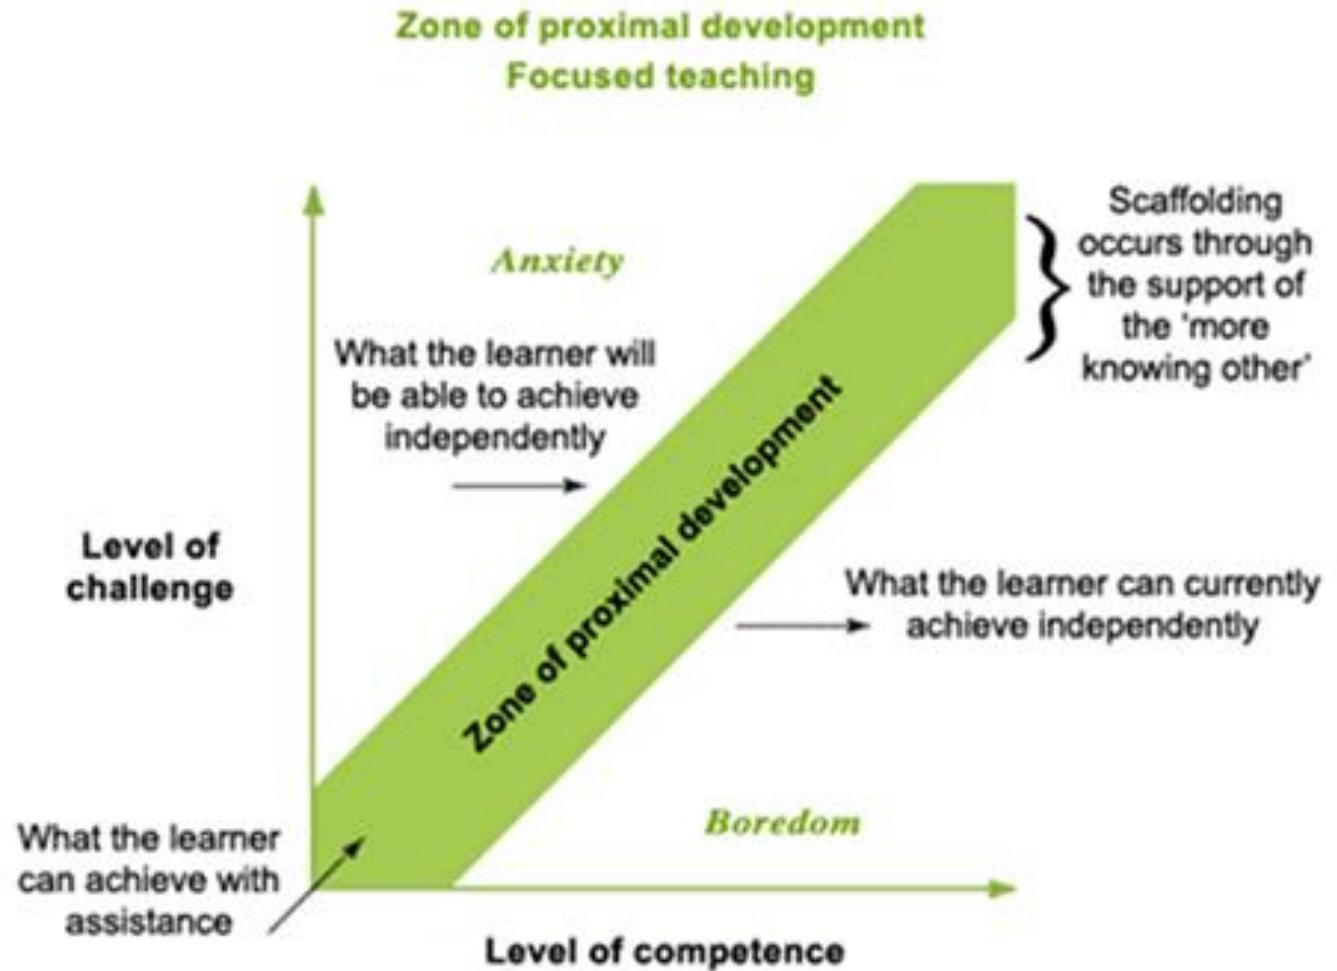 Zone of proximal development
Focused teaching
Anxiety
What the learner will
be able to achieve
independently
Scaffolding
occurs through
the support of
the 'more
knowing other'
Zone of proximal development
Level of
challenge
What the learner can currently
achieve independently
Boredom
What the learner
can achieve with
assistance
Level of competence